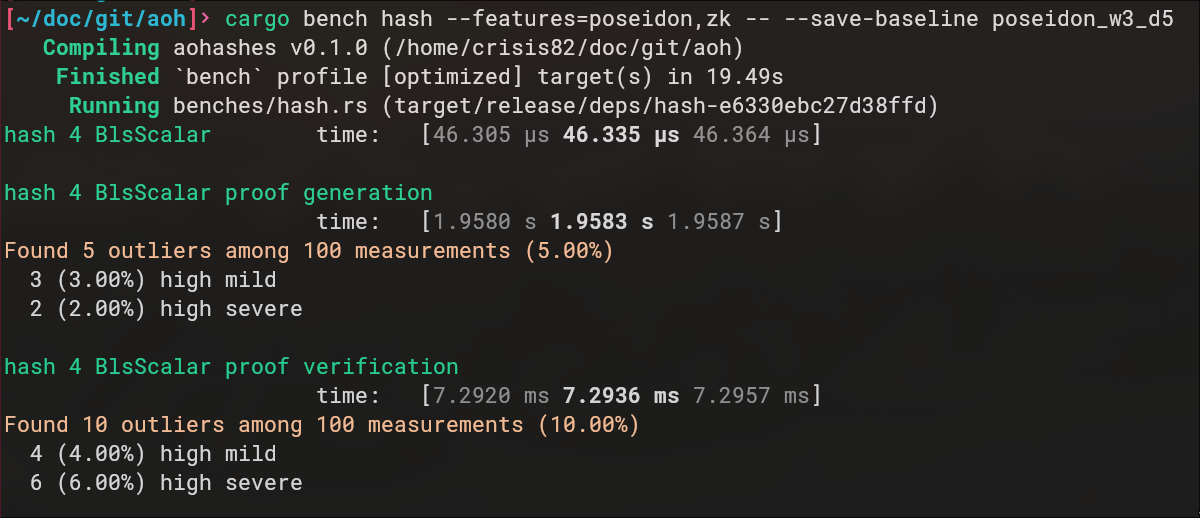 [~/doc/git/aoh]› cargo bench hash --features=poseidon,zk -- --save-baseline poseidon_w3_d5
   Compiling aohashes v0.1.0 (/home/crisis82/doc/git/aoh)
    Finished `bench` profile [optimized] target(s) in 19.49s
     Running benches/hash.rs (target/release/deps/hash-e6330ebc27d38ffd)
hash 4 BlsScalar        time:   [46.305 µs 46.335 µs 46.364 µs]

hash 4 BlsScalar proof generation
                        time:   [1.9580 s 1.9583 s 1.9587 s]
Found 5 outliers among 100 measurements (5.00%)
  3 (3.00%) high mild
  2 (2.00%) high severe

hash 4 BlsScalar proof verification
                        time:   [7.2920 ms 7.2936 ms 7.2957 ms]
Found 10 outliers among 100 measurements (10.00%)
  4 (4.00%) high mild
  6 (6.00%) high severe